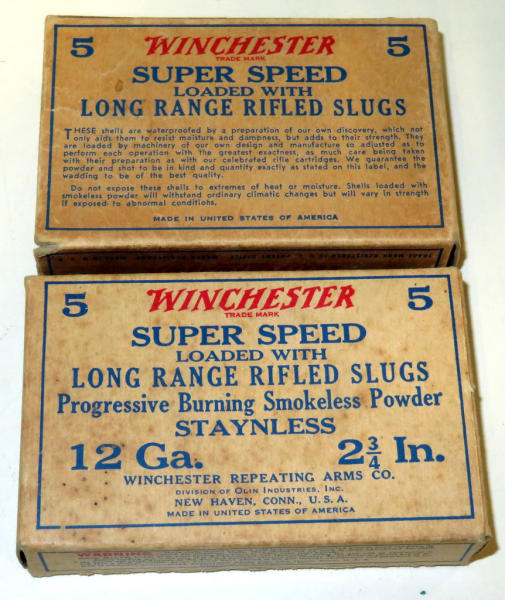 5 WINCHESTER 5
TRADE MARK
SUPER SPEED
LOADED WITH
LONG RANGE RIFLED SLUGS
THESE shells are waterproofed by a preparation of our own discovery, which not
only aids them to resist moisture and dampness, but adds to their strength. They
are loaded by machinery of our own design and manufacture so adjusted as to
perform each operation with the greatest exactness, as much care being taken
with their preparation as with our celebrated rifle cartridges. We guarantee the
powder and shot to be in kind and quantity exactly as stated on this label, and the
wadding to be of the best quality.
Do not expose these shells to extremes of heat or moisture. Shells loaded with
smokeless powder will withstand ordinary climatic changes but will vary in strength
if exposed to abnormal conditions.
MADE IN UNITED STATES OF AMERICA
5 WINCHESTER 5
TRADE MARK
SUPER SPEED
LOADED WITH
LONG RANGE RIFLED SLUGS
Progressive Burning Smokeless Powder
STAYNLESS
12 Ga. 2 3/4 In.
WINCHESTER REPEATING ARMS CO.
DIVISION OF OLIN INDUSTRIES, INC.
NEW HAVEN, CONN., U.S.A.
MADE IN UNITED STATES OF AMERICA
WARNING